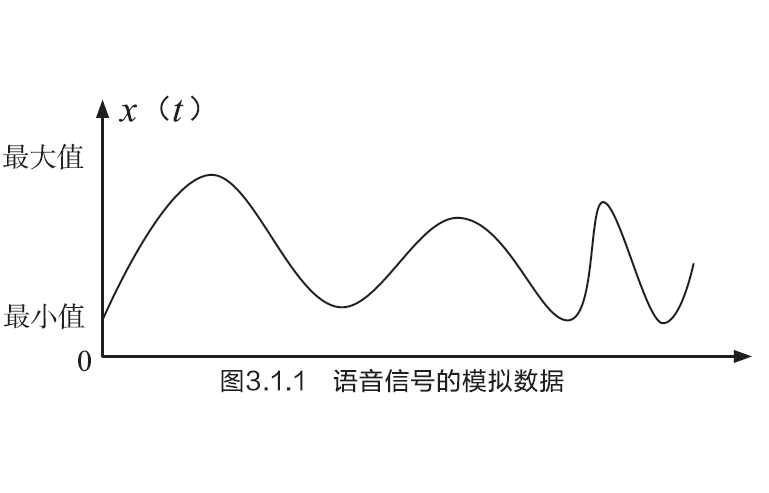 x（t）
最大值
最小值
0
图3.1.1 语音信号的模拟数据